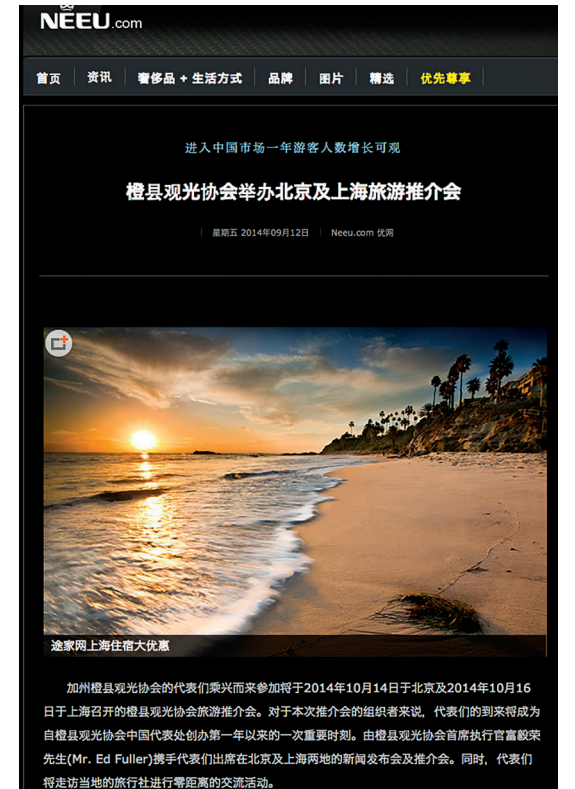 NEEU.com
首页 资讯 奢侈品 + 生活方式 品牌 图片 精选 优先尊享
进入中国市场一年游客人数增长可观
橙县观光协会举办北京及上海旅游推介会
星期五 2014年09月12日 Neeu.com 优网
途家网上海住宿大优惠
加州橙县观光协会的代表们乘兴而来参加将于2014年10月14日于北京及2014年10月16
日于上海召开的橙县观光协会旅游推介会。对于本次推介会的组织者来说，代表们的到来将成为
自橙县观光协会中国代表处创办第一年以来的一次重要时刻。由橙县观光协会首席执行官富毅荣
先生(Mr. Ed Fuller)携手代表们出席在北京及上海两地的新闻发布会及推介会。同时，代表们
将走访当地的旅行社进行零距离的交流活动。